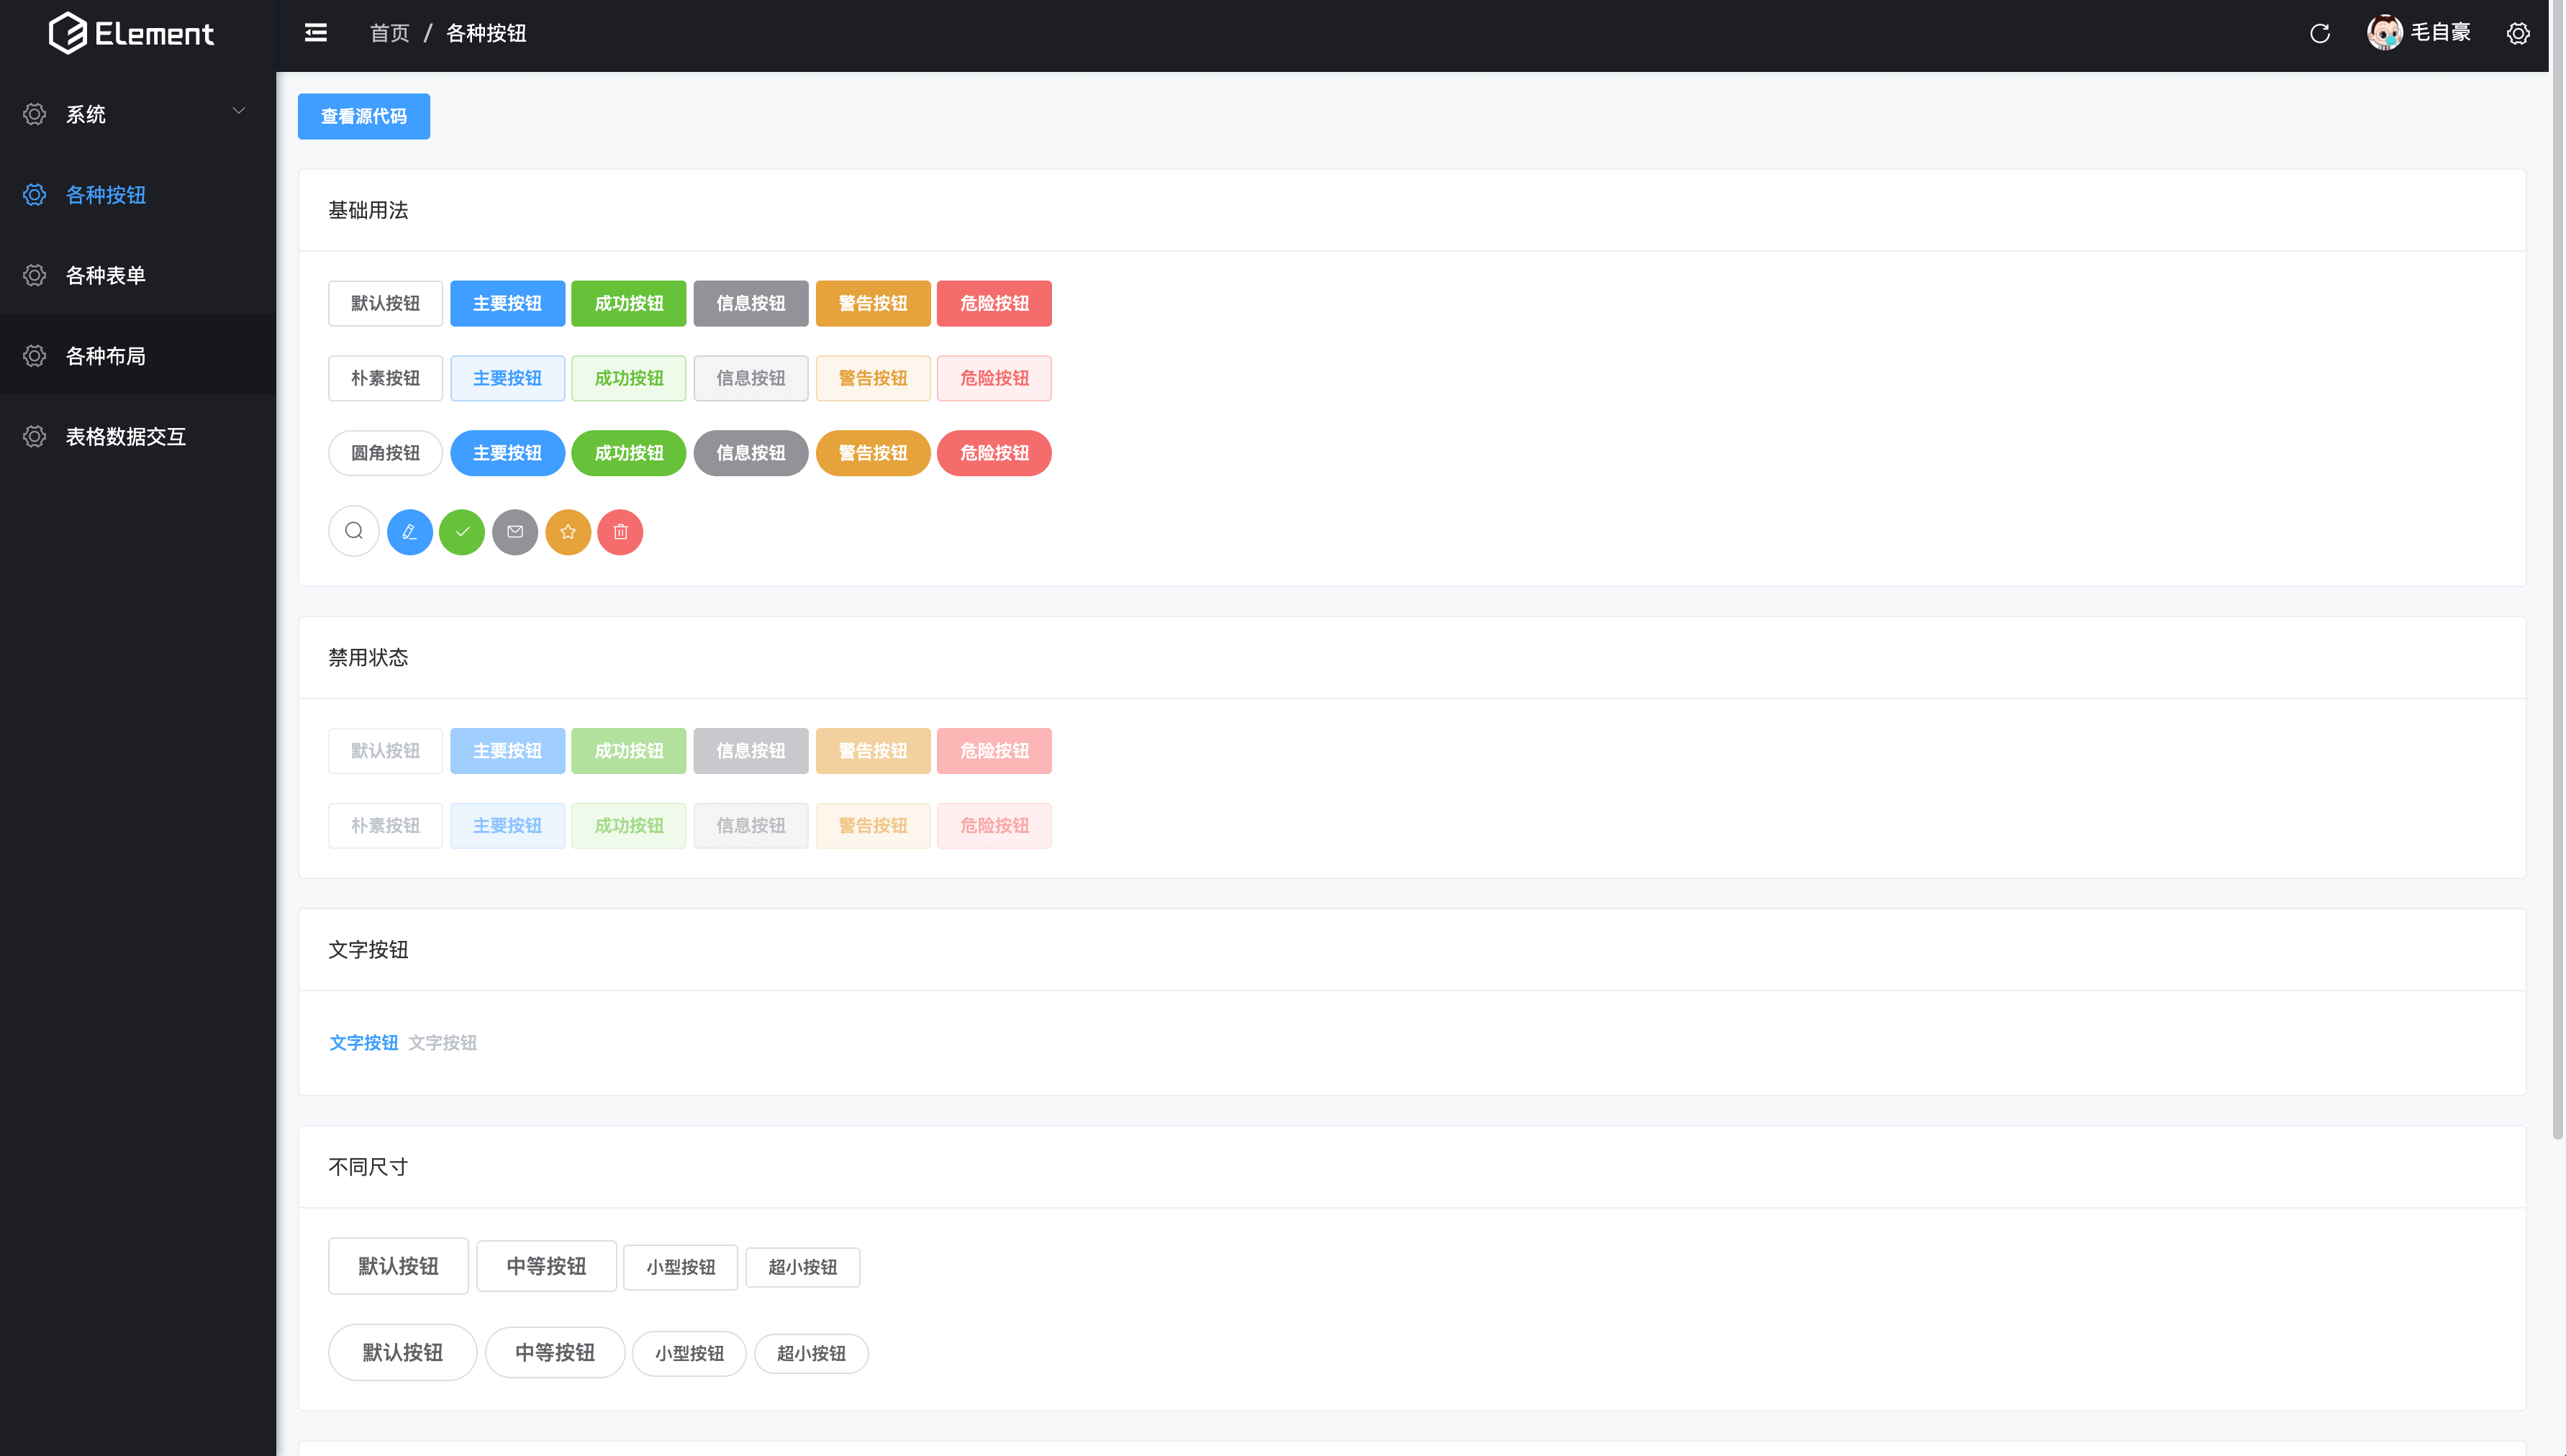 Element
首页 / 各种按钮
毛自豪
系统
各种按钮
各种表单
各种布局
表格数据交互
查看源代码
基础用法
默认按钮 主要按钮 成功按钮 信息按钮 警告按钮 危险按钮
朴素按钮 主要按钮 成功按钮 信息按钮 警告按钮 危险按钮
圆角按钮 主要按钮 成功按钮 信息按钮 警告按钮 危险按钮
禁用状态
默认按钮 主要按钮 成功按钮 信息按钮 警告按钮 危险按钮
朴素按钮 主要按钮 成功按钮 信息按钮 警告按钮 危险按钮
文字按钮
文字按钮 文字按钮
不同尺寸
默认按钮 中等按钮 小型按钮 超小按钮
默认按钮 中等按钮 小型按钮 超小按钮